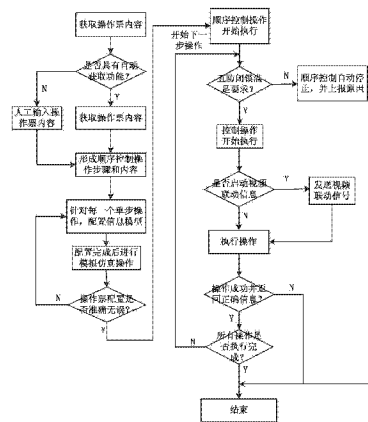 获取操作票内容
是否具有自动
获取功能?
N
Y
人工输入操
作票内容
获取操作票内容
形成顺序控制操
作步骤和内容
针对每一个单步操
作,配置信息模型
配置完成后进行
模拟仿真操作
操作票配置是
否准确无误?
N
Y
顺序控制操作
开始执行
开始下一
步操作
五防闭锁满
足要求?
N
Y
顺序控制自动停
止,并上报原因
控制操作
开始执行
是否启动视频
联动信息
Y
N
发送视频
联动信号
执行操作
操作成功并返
回正确信息?
N
Y
所有操作是
否执行完
成?
N
Y
结束